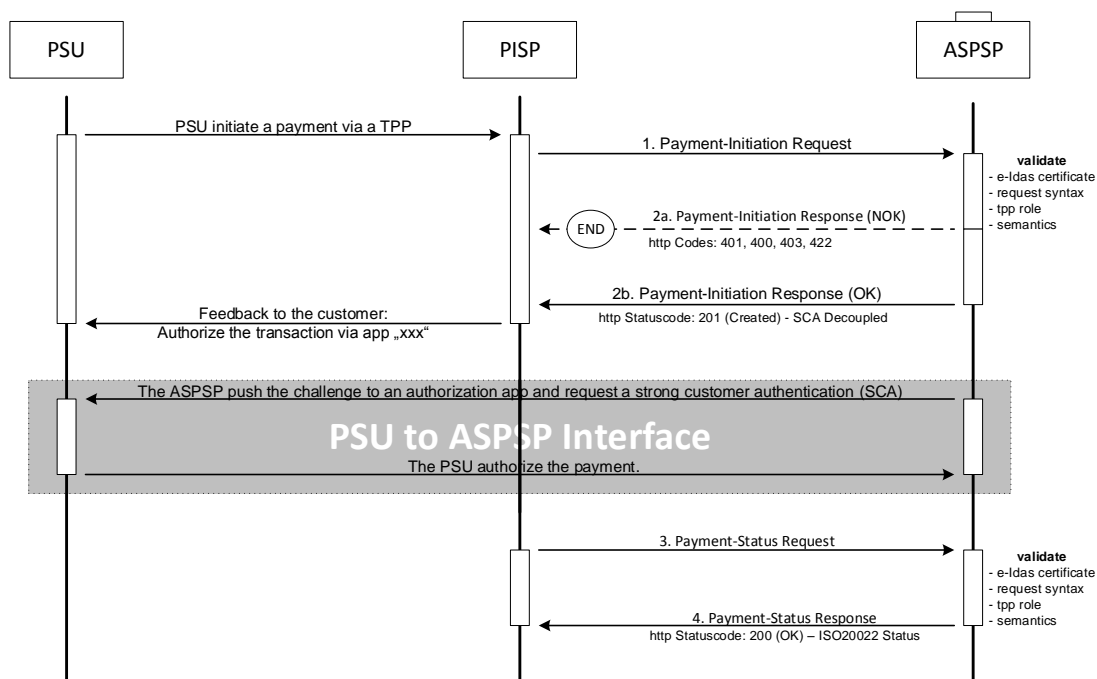 PSU
PISP
ASPSP
PSU initiate a payment via a TPP
1. Payment-Initiation Request
validate
- e-Idas certificate
- request syntax
- tpp role
- semantics
2a. Payment-Initiation Response (NOK)
END
http Codes: 401, 400, 403, 422
2b. Payment-Initiation Response (OK)
http Statuscode: 201 (Created) - SCA Decoupled
Feedback to the customer:
Authorize the transaction via app „xxx“
The ASPSP push the challenge to an authorization app and request a strong customer authentication (SCA)
PSU to ASPSP Interface
The PSU authorize the payment.
3. Payment-Status Request
validate
- e-Idas certificate
- request syntax
- tpp role
- semantics
4. Payment-Status Response
http Statuscode: 200 (OK) – ISO20022 Status